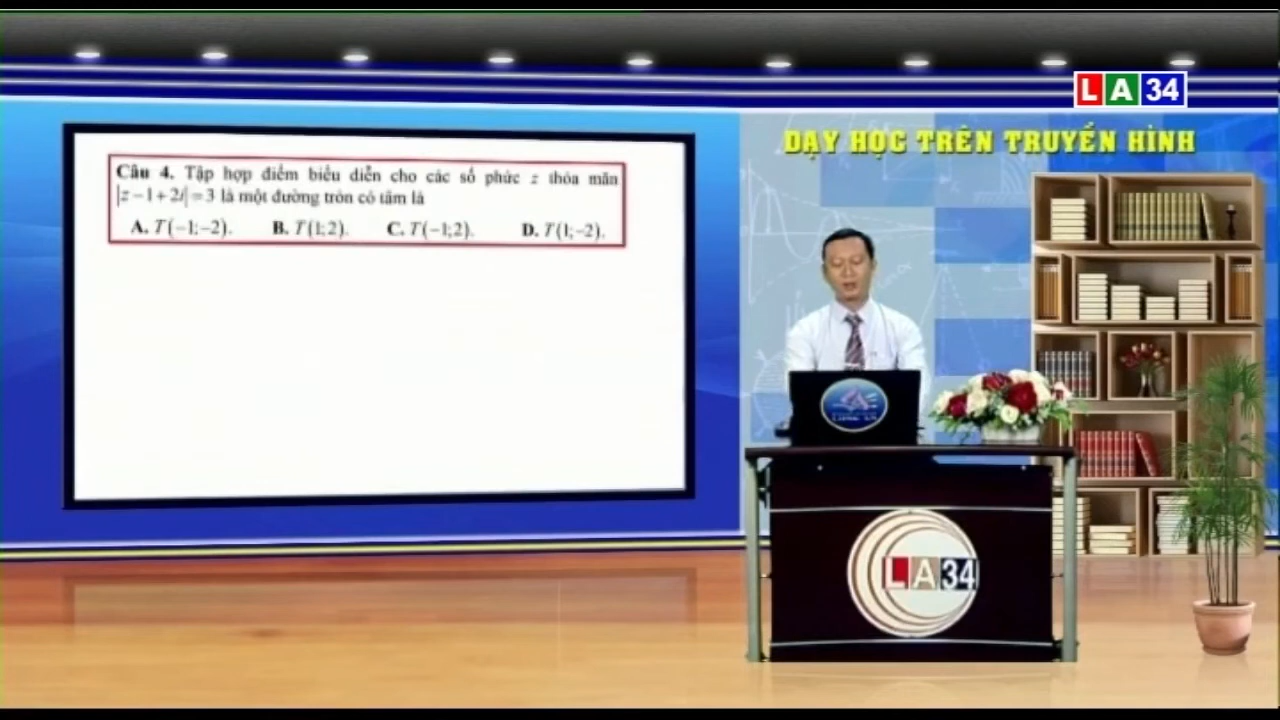 LA34
DẠY HỌC TRÊN TRUYỀN HÌNH
Câu 4. Tập hợp điểm biểu diễn cho các số phức z thỏa mãn
|z−1+2i|=3 là một đường tròn có tâm là
A. T(−1;−2). B. T(1;2). C. T(−1;2). D. T(1;−2).
LA34